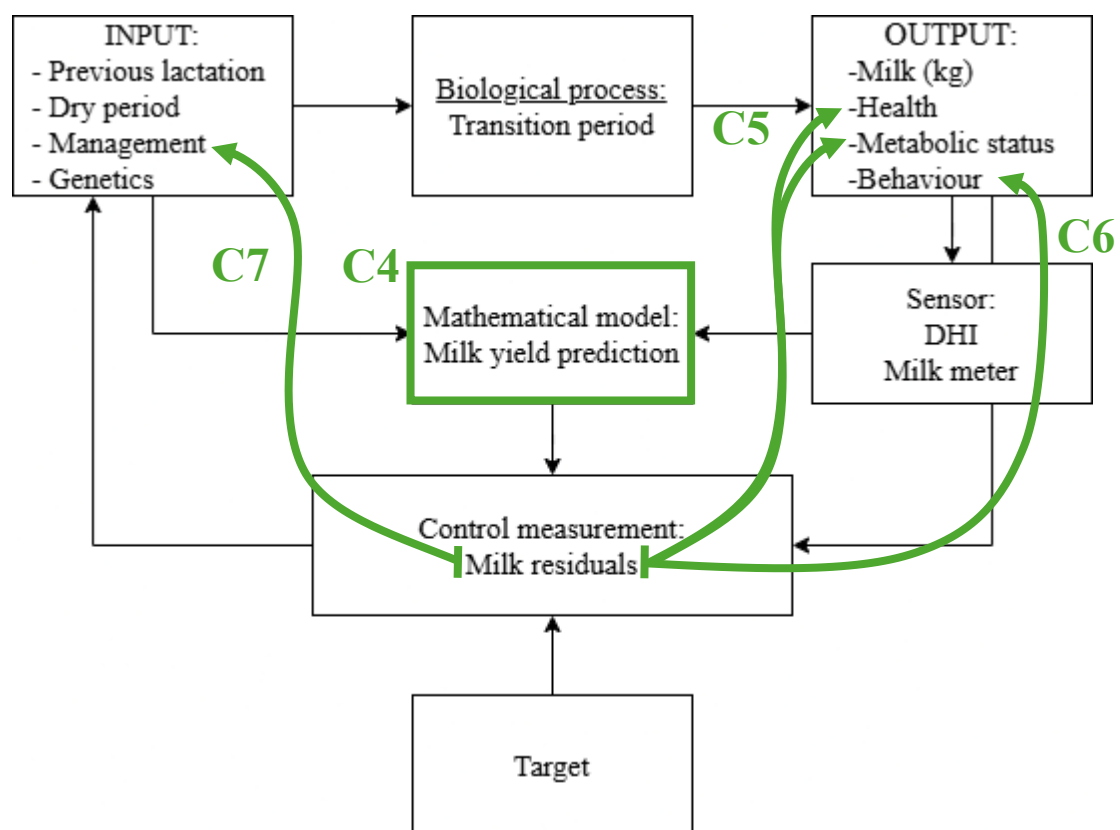 INPUT:
- Previous lactation
- Dry period
- Management
- Genetics
Biological process:
Transition period
OUTPUT:
-Milk (kg)
-Health
-Metabolic status
-Behaviour
C5
C6
C7
C4
Mathematical model:
Milk yield prediction
Sensor:
DHI
Milk meter
Control measurement:
Milk residuals
Target